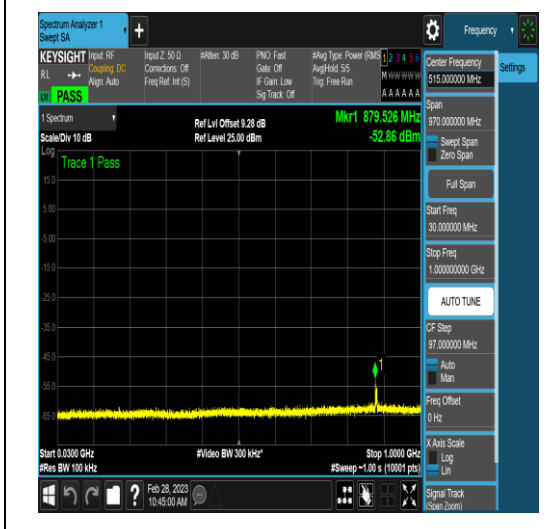 Spectrum Analyzer 1
Swept SA
+
Frequency
KEYSIGHT
RL
PASS
Input: RF
Coupling: DC
Align: Auto
Input Z: 50 Ω
Corrections: Off
Freq Ref: Int (S)
#Atten: 30 dB
PNO: Fast
Gate: Off
IF Gain: Low
Sig Track: Off
#Avg Type: Power (RMS
Avg|Hold: 5/5
Trig: Free Run
1 2 3 4 5 6
M W W W W W
A A A A A A
Center Frequency
515.000000 MHz
Settings
Span
970.000000 MHz
Swept Span
Zero Span
Full Span
Start Freq
30.000000 MHz
Stop Freq
1.000000000 GHz
AUTO TUNE
CF Step
97.000000 MHz
Auto
Man
Freq Offset
0 Hz
X Axis Scale
Log
Lin
Signal Track
(Span Zoom)
1 Spectrum
Scale/Div 10 dB
Log
Ref Lvl Offset 9.28 dB
Ref Level 25.00 dBm
Mkr1 879.526 MHz
-52.86 dBm
Trace 1 Pass
15.0
5.00
-5.00
-15.0
-25.0
-35.0
-45.0
-55.0
-65.0
1
Start 0.0300 GHz
#Res BW 100 kHz
#Video BW 300 kHz*
Stop 1.0000 GHz
#Sweep ~1.00 s (10001 pts)
?
Feb 28, 2023
10:45:00 AM